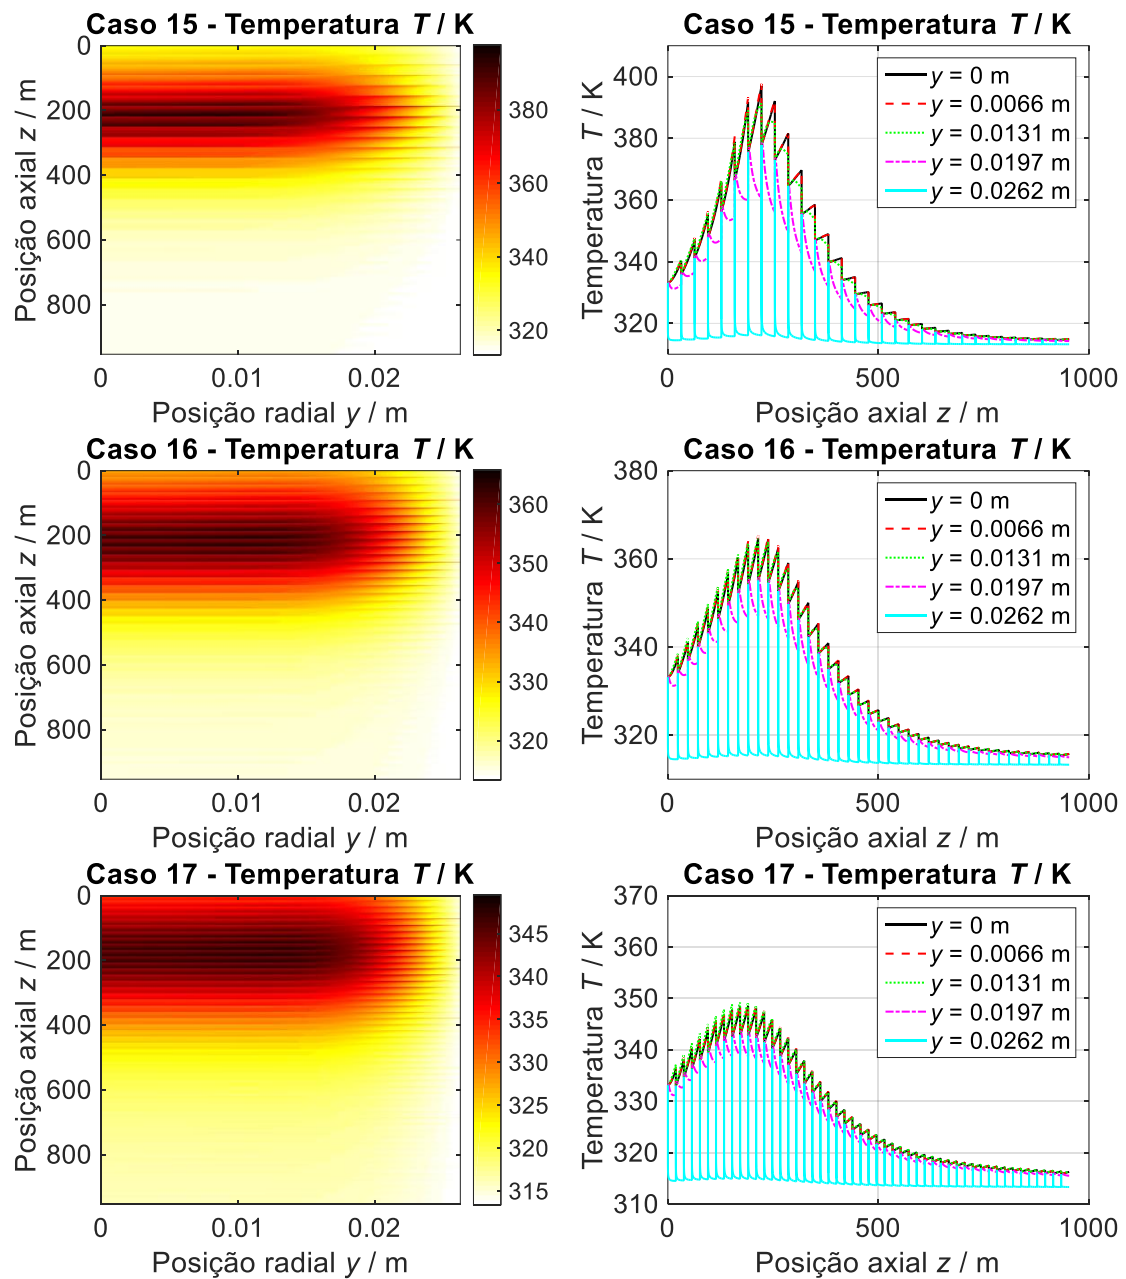 Caso 15 - Temperatura T / K
0
200
400
600
800
Posição axial z / m
0
0.01
0.02
Posição radial y / m
380
360
340
320
Caso 15 - Temperatura T / K
400
380
360
340
320
Temperatura T / K
0
500
1000
Posição axial z / m
y = 0 m
y = 0.0066 m
y = 0.0131 m
y = 0.0197 m
y = 0.0262 m
Caso 16 - Temperatura T / K
0
200
400
600
800
Posição axial z / m
0
0.01
0.02
Posição radial y / m
360
350
340
330
320
Caso 16 - Temperatura T / K
380
360
340
320
Temperatura T / K
0
500
1000
Posição axial z / m
y = 0 m
y = 0.0066 m
y = 0.0131 m
y = 0.0197 m
y = 0.0262 m
Caso 17 - Temperatura T / K
0
200
400
600
800
Posição axial z / m
0
0.01
0.02
Posição radial y / m
345
340
335
330
325
320
315
Caso 17 - Temperatura T / K
370
360
350
340
330
320
310
Temperatura T / K
0
500
1000
Posição axial z / m
y = 0 m
y = 0.0066 m
y = 0.0131 m
y = 0.0197 m
y = 0.0262 m